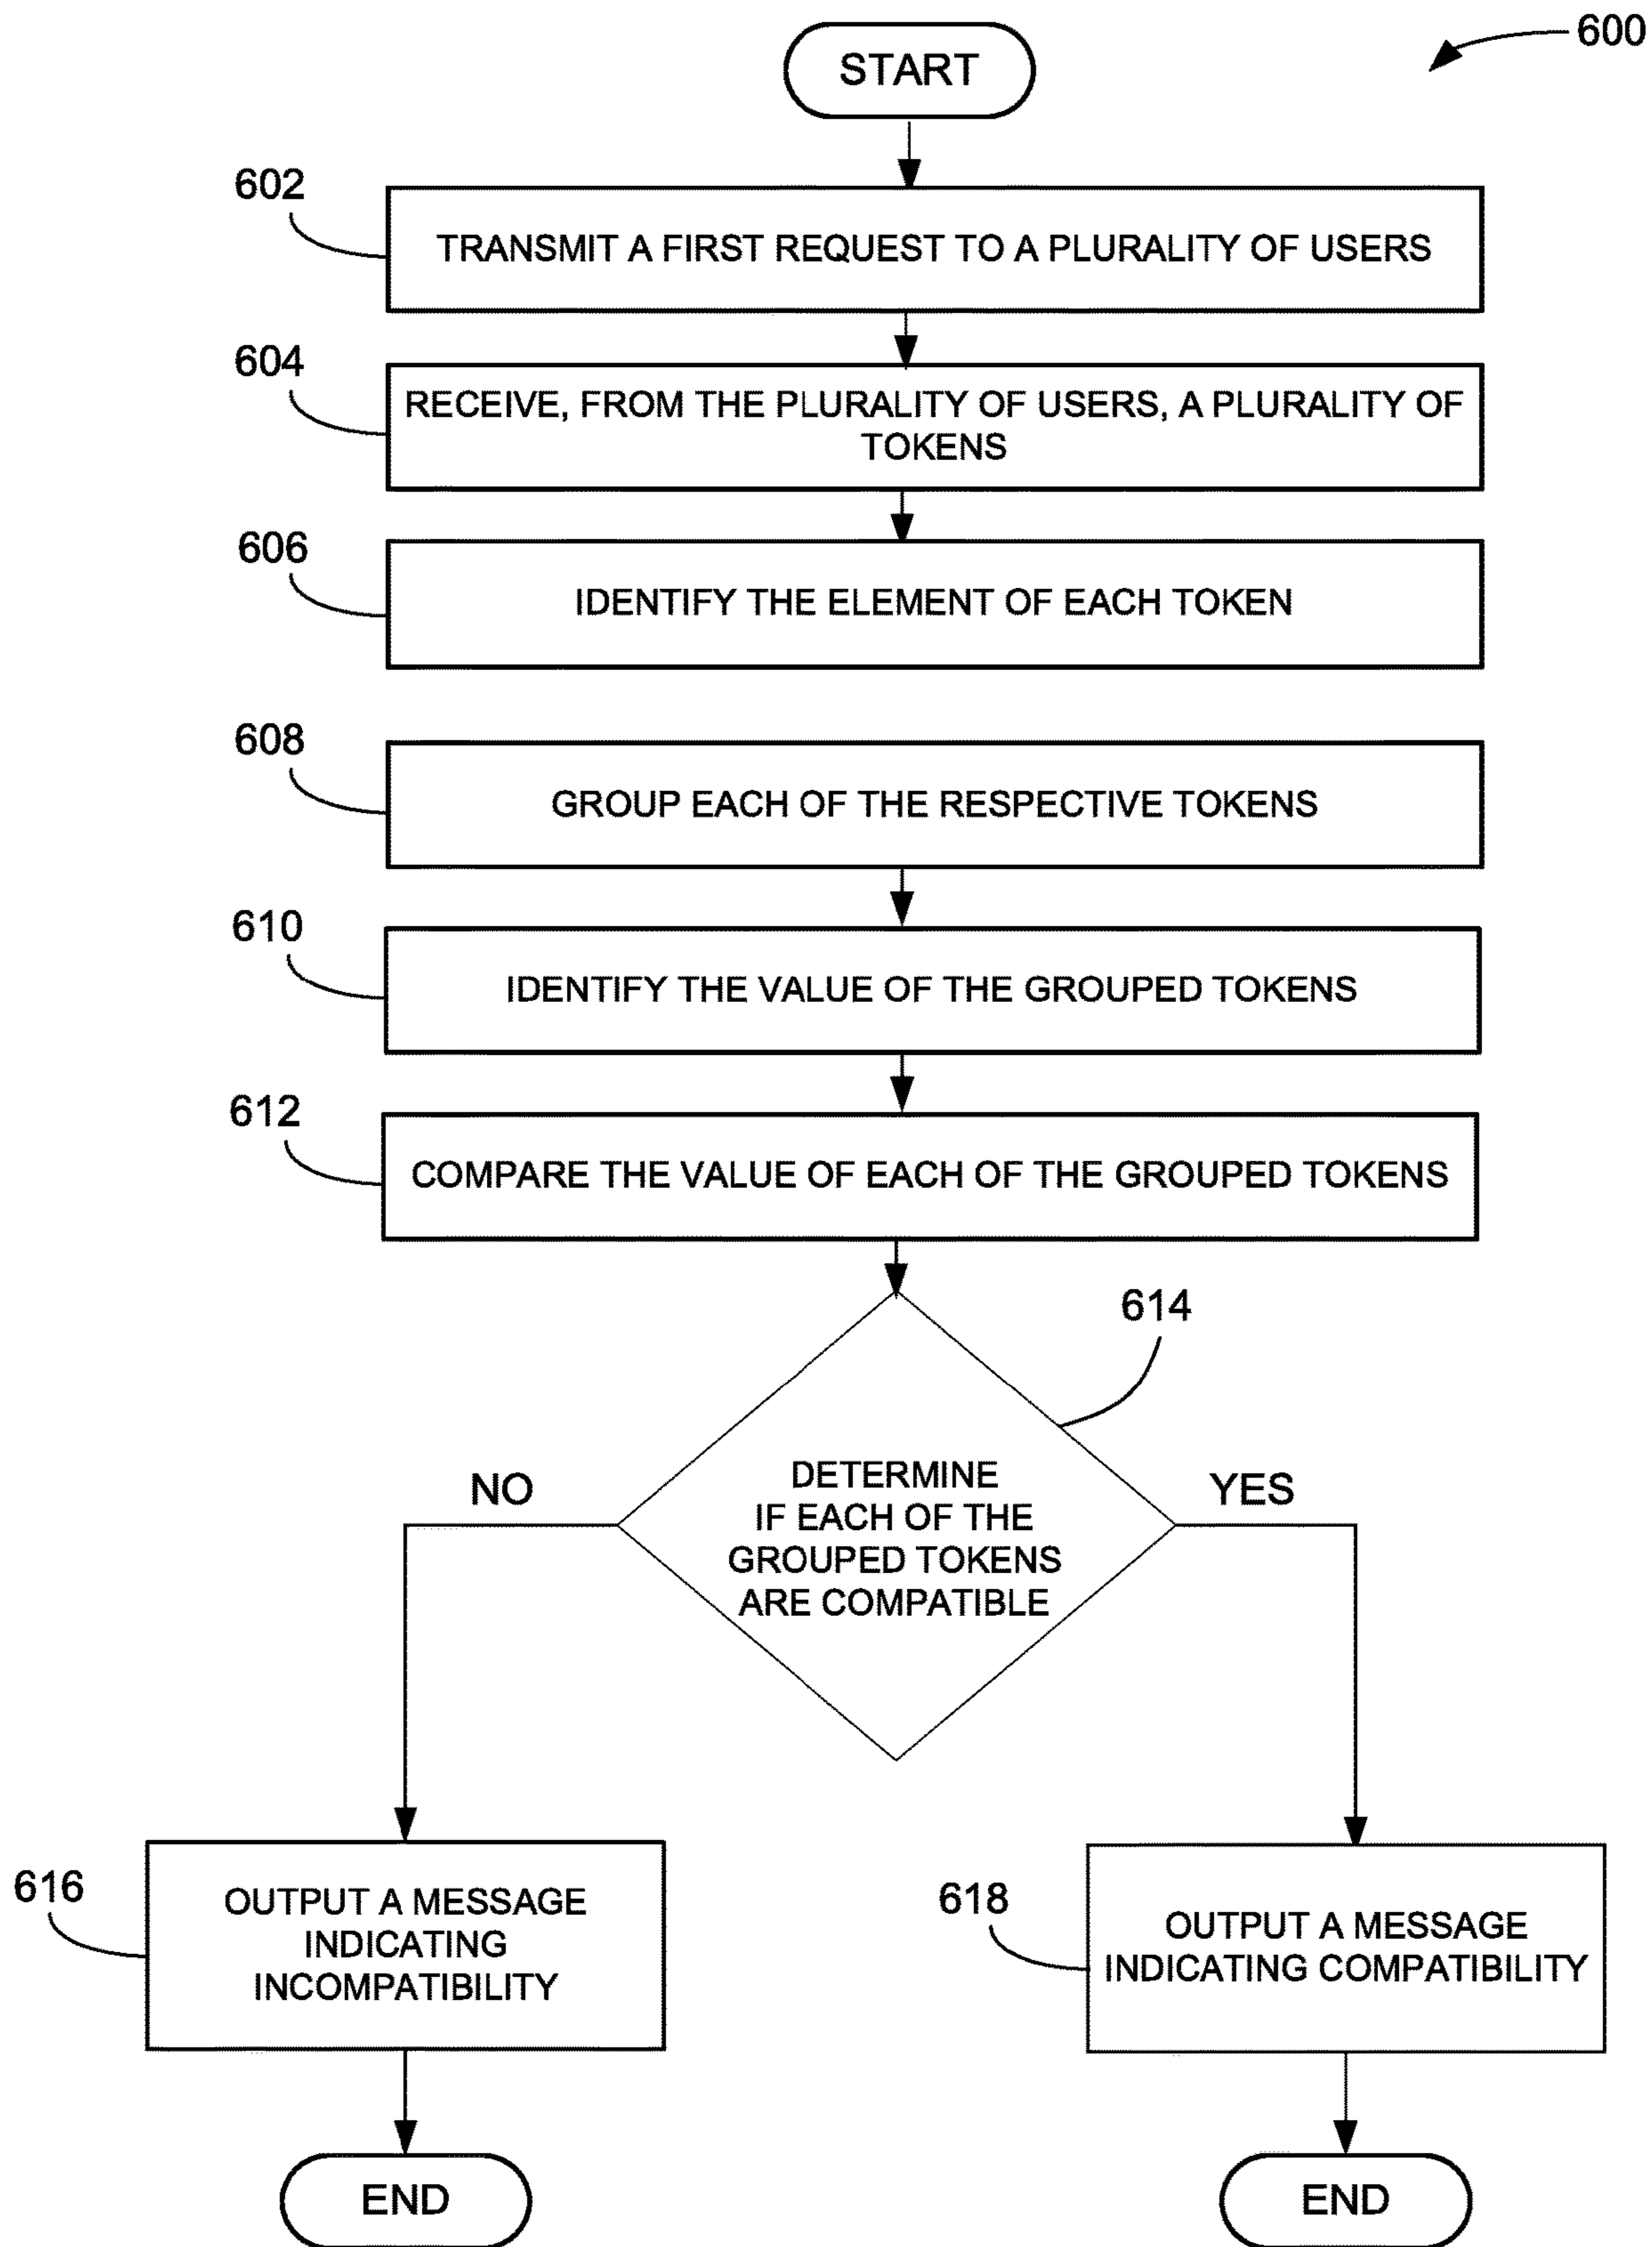 600
START
602
TRANSMIT A FIRST REQUEST TO A PLURALITY OF USERS
604
RECEIVE, FROM THE PLURALITY OF USERS, A PLURALITY OF
TOKENS
606
IDENTIFY THE ELEMENT OF EACH TOKEN
608
GROUP EACH OF THE RESPECTIVE TOKENS
610
IDENTIFY THE VALUE OF THE GROUPED TOKENS
612
COMPARE THE VALUE OF EACH OF THE GROUPED TOKENS
614
DETERMINE
IF EACH OF THE
GROUPED TOKENS
ARE COMPATIBLE
NO
YES
616
OUTPUT A MESSAGE
INDICATING
INCOMPATIBILITY
618
OUTPUT A MESSAGE
INDICATING COMPATIBILITY
END
END